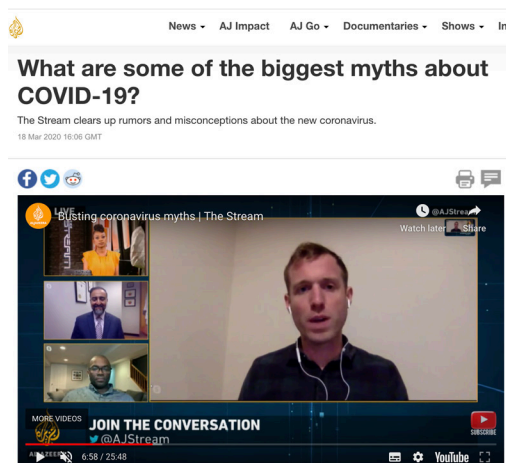 News AJ Impact AJ Go Documentaries Shows In
What are some of the biggest myths about
COVID-19?
The Stream clears up rumors and misconceptions about the new coronavirus.
18 Mar 2020 16:06 GMT
LIVE
Busting coronavirus myths | The Stream
@AJStream
Watch later
Share
STREAM
MORE VIDEOS
JOIN THE CONVERSATION
@AJStream
SUBSCRIBE
6:58 / 25:48
YouTube